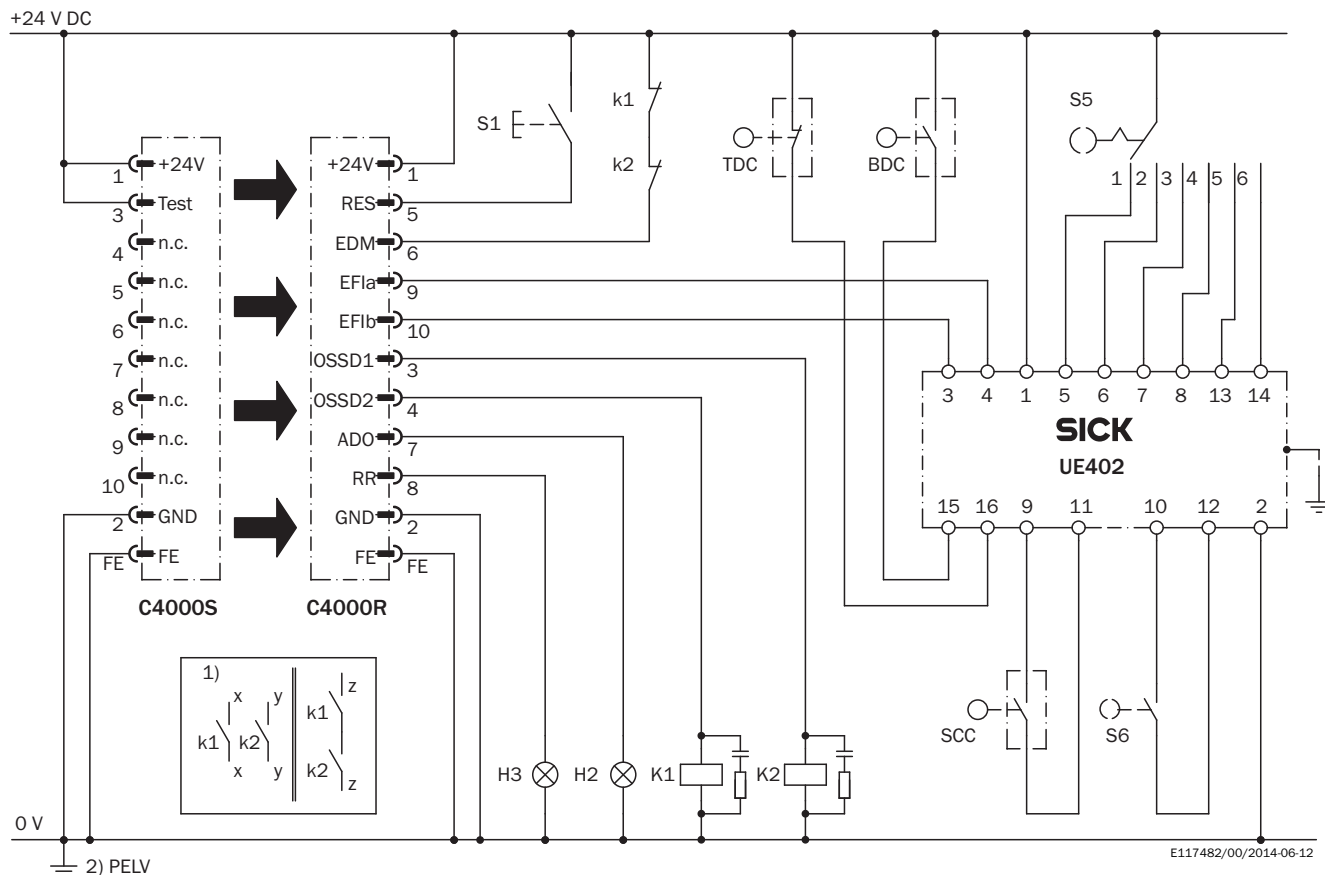 +24 V DC
S1
k1
k2
TDC
BDC
S5
1 2 3 4 5 6
+24V
1
Test
3
n.c.
4
n.c.
5
n.c.
6
n.c.
7
n.c.
8
n.c.
9
n.c.
10
GND
2
FE
FE
C4000S
+24V
1
RES
5
EDM
6
EFIa
9
EFIb
10
OSSD1
3
OSSD2
4
ADO
7
RR
8
GND
2
FE
FE
C4000R
3 4 1 5 6 7 8 13 14
SICK
UE402
15 16 9 11 10 12 2
1)
x y z
k1 k2 k1
k2
x y z
SCC
S6
H3
H2
K1
K2
0 V
2) PELV
E117482/00/2014-06-12